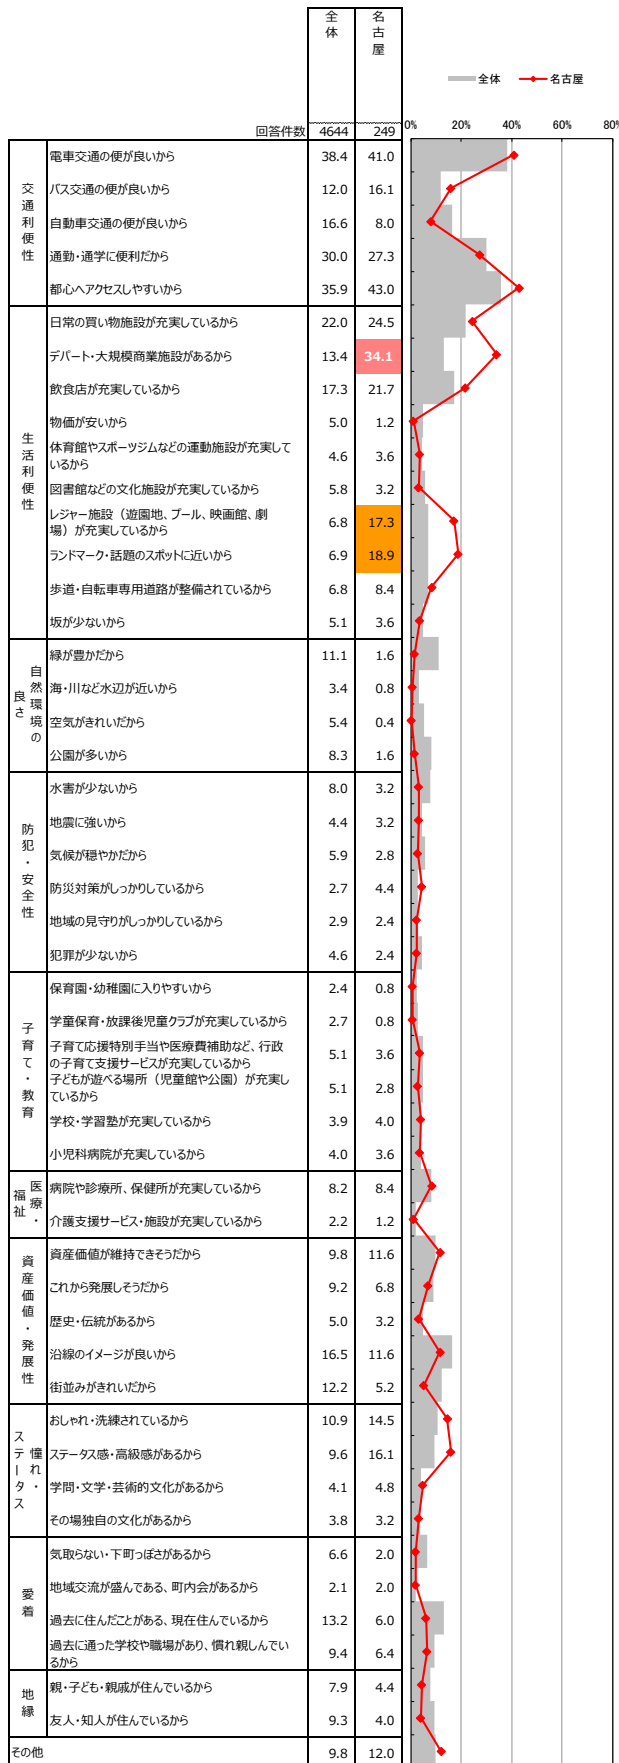 全体 名古屋
全体 名古屋
回答件数 4644 249
0% 20% 40% 60% 80%
交通利便性
電車交通の便が良いから 38.4 41.0
バス交通の便が良いから 12.0 16.1
自動車交通の便が良いから 16.6 8.0
通勤・通学に便利だから 30.0 27.3
都心へアクセスしやすいから 35.9 43.0
生活利便性
日常の買い物施設が充実しているから 22.0 24.5
デパート・大規模商業施設があるから 13.4 34.1
飲食店が充実しているから 17.3 21.7
物価が安いから 5.0 1.2
体育館やスポーツジムなどの運動施設が充実して
いるから 4.6 3.6
図書館などの文化施設が充実しているから 5.8 3.2
レジャー施設（遊園地、プール、映画館、劇
場）が充実しているから 6.8 17.3
ランドマーク・話題のスポットに近いから 6.9 18.9
歩道・自転車専用道路が整備されているから 6.8 8.4
坂が少ないから 5.1 3.6
自然環境の良さ
緑が豊かだから 11.1 1.6
海・川など水辺が近いから 3.4 0.8
空気がきれいだから 5.4 0.4
公園が多いから 8.3 1.6
防犯・安全性
水害が少ないから 8.0 3.2
地震に強いから 4.4 3.2
気候が穏やかだから 5.9 2.8
防災対策がしっかりしているから 2.7 4.4
地域の見守りがしっかりしているから 2.9 2.4
犯罪が少ないから 4.6 2.4
子育て・教育
保育園・幼稚園に入りやすいから 2.4 0.8
学童保育・放課後児童クラブが充実しているから 2.7 0.8
子育て応援特別手当や医療費補助など、行政
の子育て支援サービスが充実しているから 5.1 3.6
子どもが遊べる場所（児童館や公園）が充実し
ているから 5.1 2.8
学校・学習塾が充実しているから 3.9 4.0
小児科病院が充実しているから 4.0 3.6
医療・福祉
病院や診療所、保健所が充実しているから 8.2 8.4
介護支援サービス・施設が充実しているから 2.2 1.2
資産価値・発展性
資産価値が維持できそうだから 9.8 11.6
これから発展しそうだから 9.2 6.8
歴史・伝統があるから 5.0 3.2
沿線のイメージが良いから 16.5 11.6
街並みがきれいだから 12.2 5.2
憧れ・ステータス
おしゃれ・洗練されているから 10.9 14.5
ステータス感・高級感があるから 9.6 16.1
学問・文学・芸術的文化があるから 4.1 4.8
その場独自の文化があるから 3.8 3.2
愛着
気取らない・下町っぽさがあるから 6.6 2.0
地域交流が盛んである、町内会があるから 2.1 2.0
過去に住んだことがある、現在住んでいるから 13.2 6.0
過去に通った学校や職場があり、慣れ親しんでい
るから 9.4 6.4
地縁
親・子ども・親戚が住んでいるから 7.9 4.4
友人・知人が住んでいるから 9.3 4.0
その他 9.8 12.0